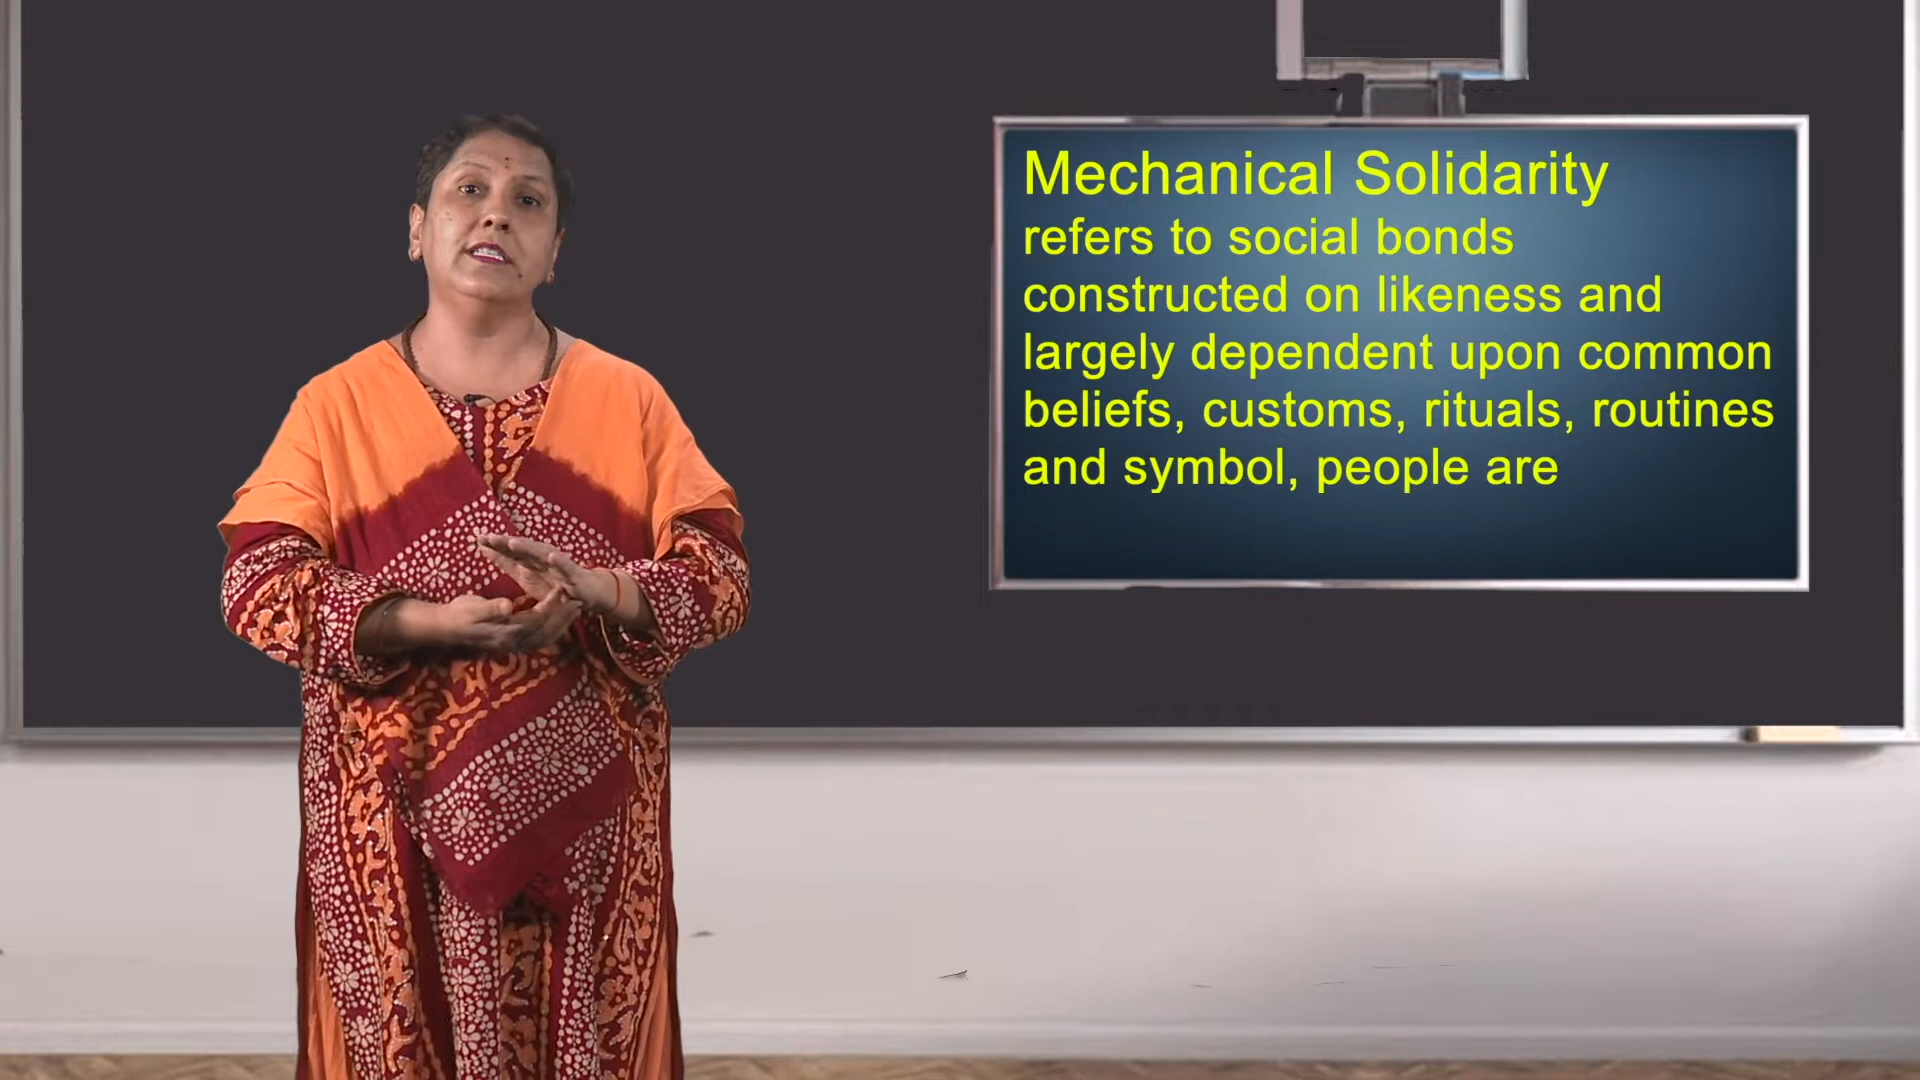 Mechanical Solidarity
refers to social bonds
constructed on likeness and
largely dependent upon common
beliefs, customs, rituals, routines
and symbol, people are